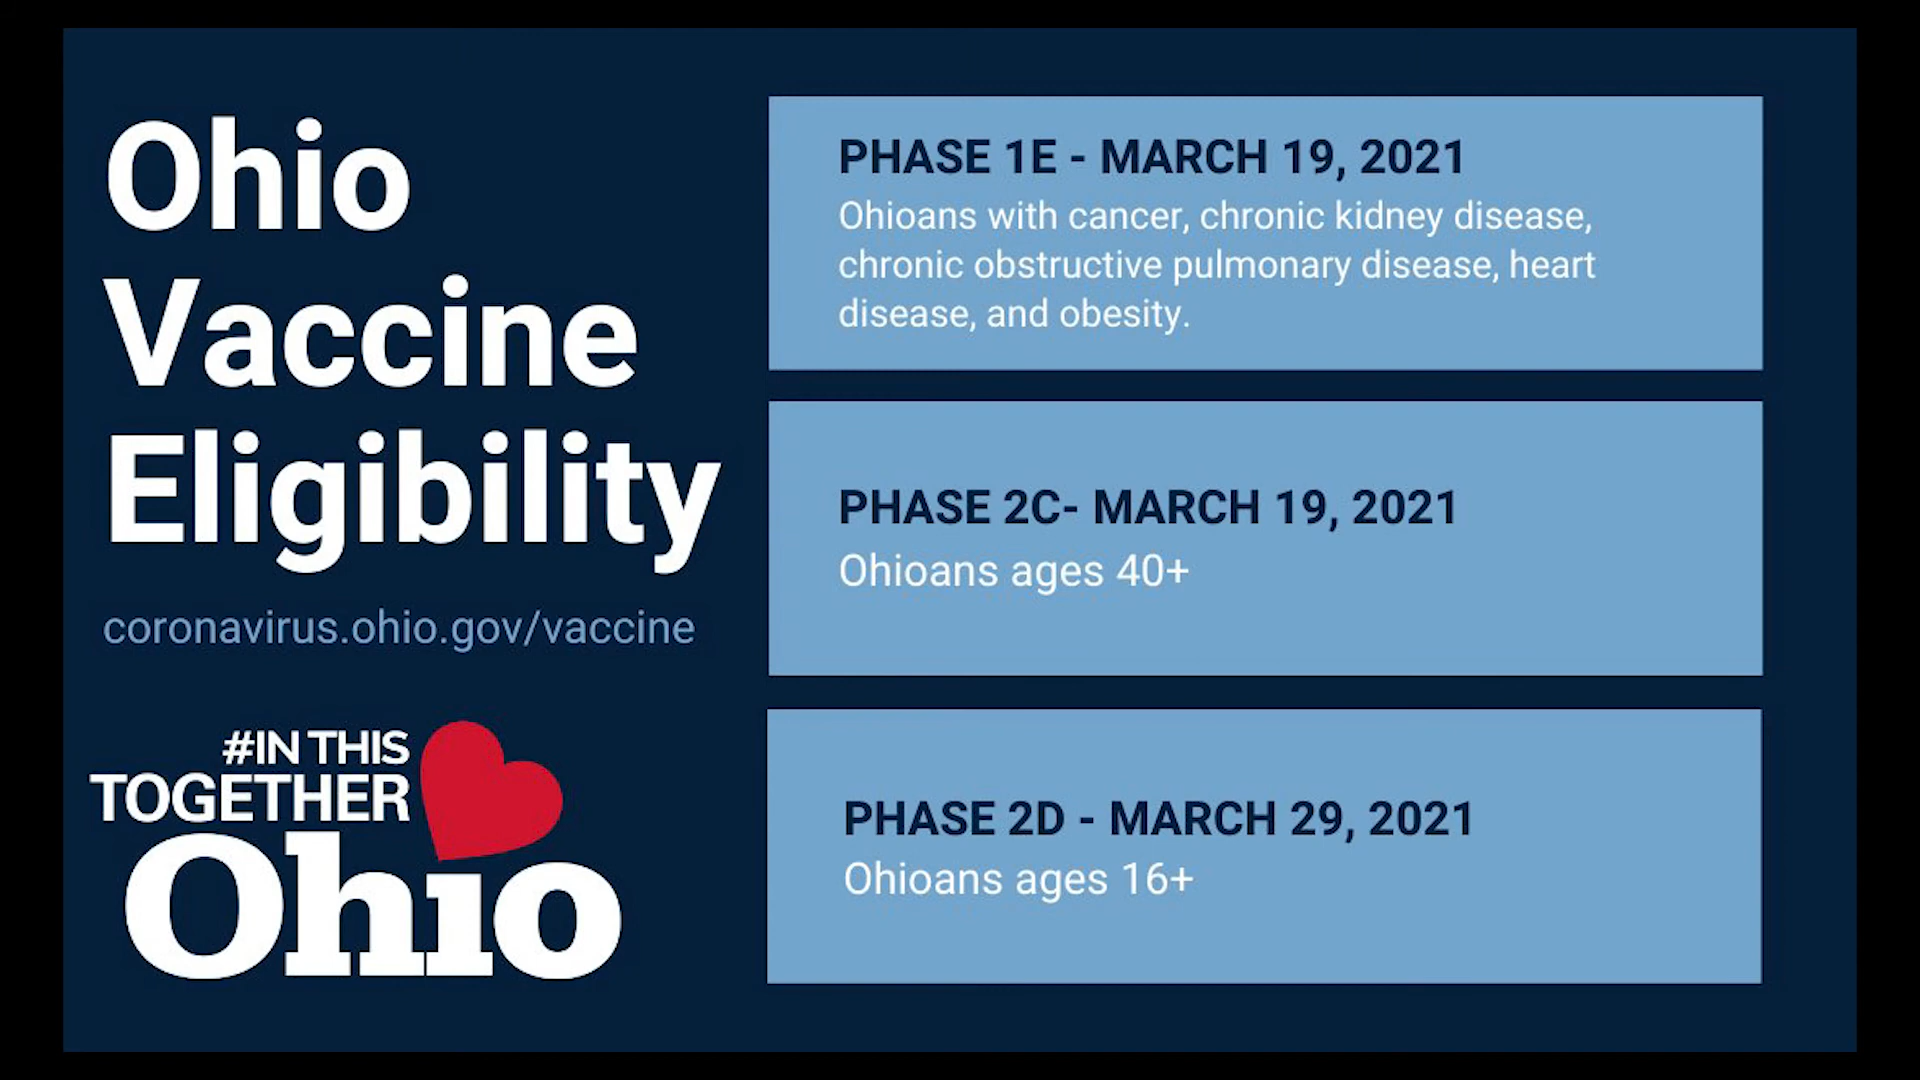 Ohio
Vaccine
Eligibility
coronavirus.ohio.gov/vaccine
#IN THIS
TOGETHER
Ohio
PHASE 1E - MARCH 19, 2021
Ohioans with cancer, chronic kidney disease,
chronic obstructive pulmonary disease, heart
disease, and obesity.
PHASE 2C- MARCH 19, 2021
Ohioans ages 40+
PHASE 2D - MARCH 29, 2021
Ohioans ages 16+